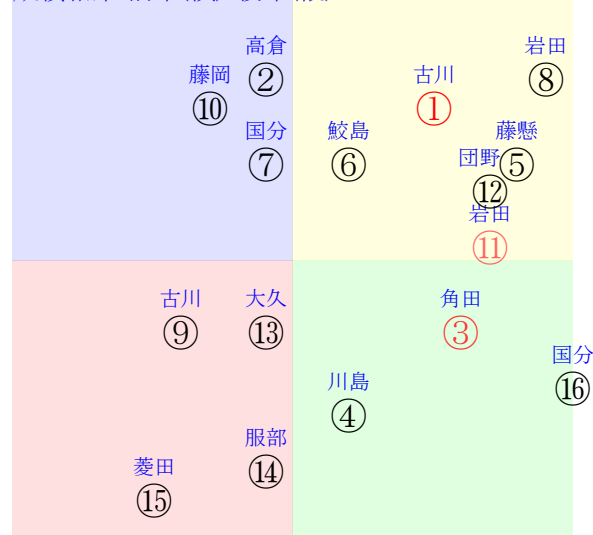 高倉
②
岩田
⑧
藤岡
⑩
古川
①
国分
⑦
鮫島
⑥
藤懸
⑤
団野
⑫
岩田
⑪
古川
⑨
大久
⑬
角田
③
国分
⑯
川島
④
服部
⑭
菱田
⑮